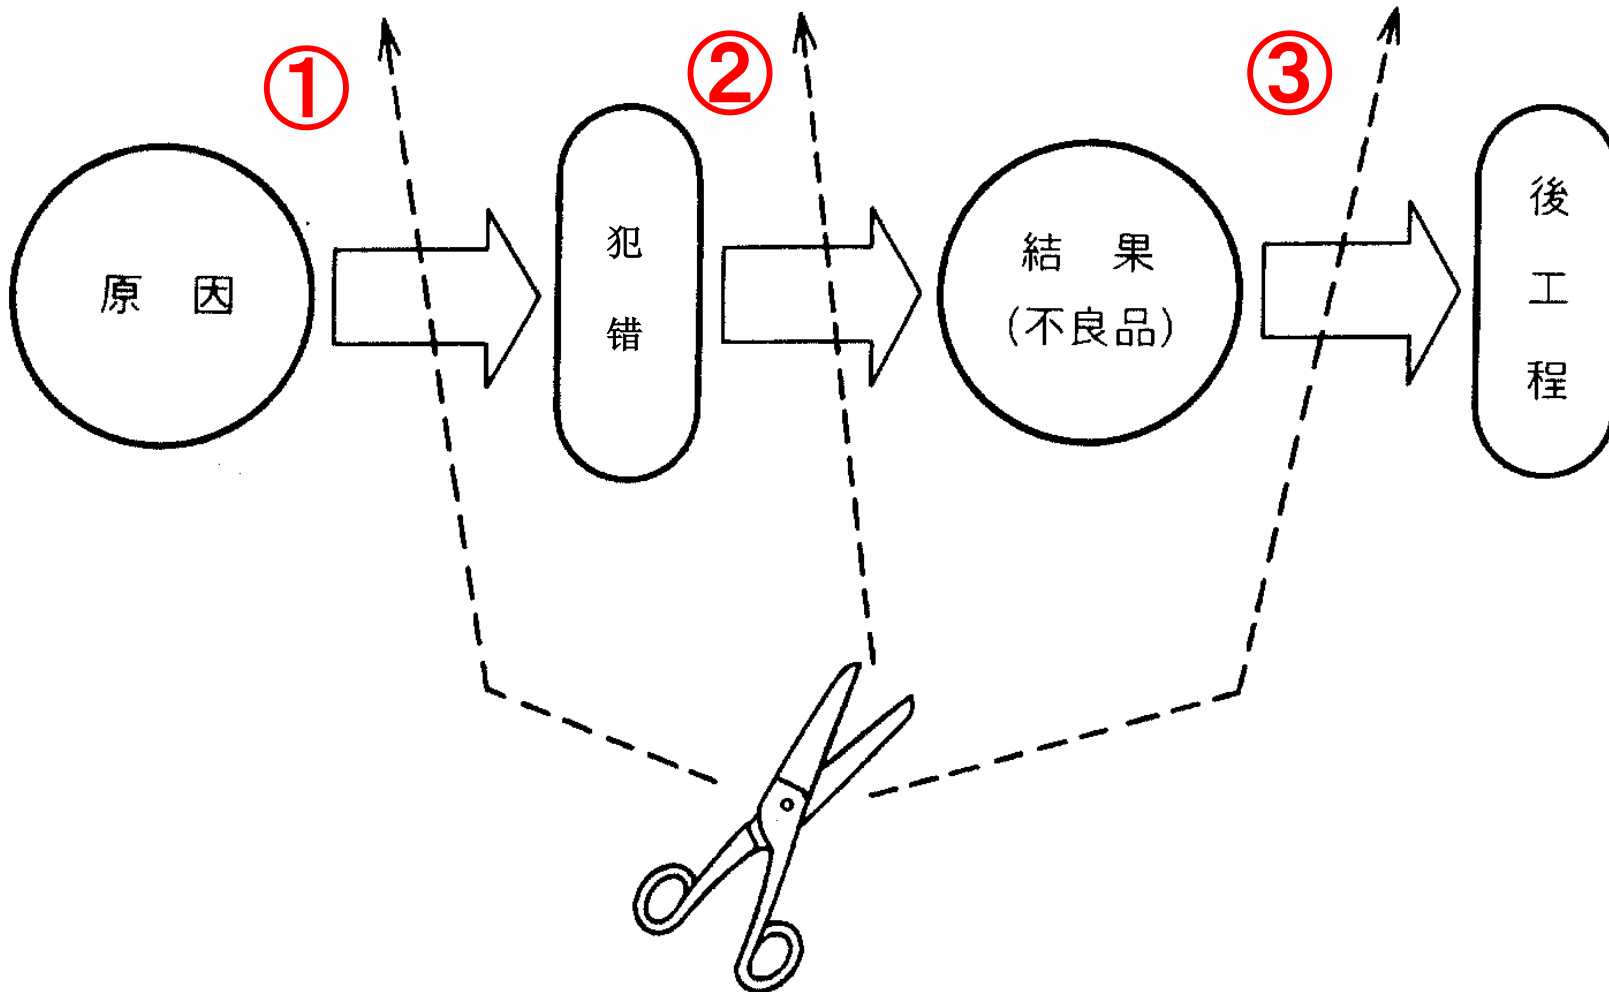 ①
②
③
原因
犯错
結果
(不良品)
後工程